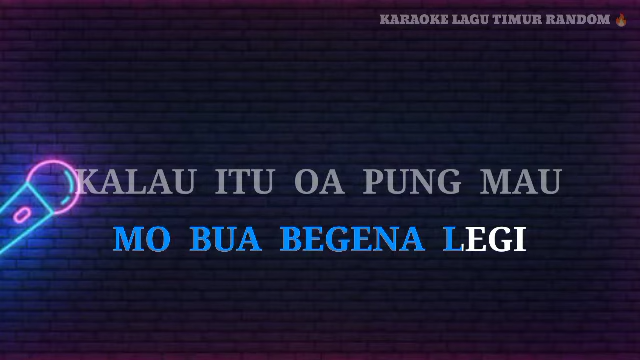 KARAOKE LAGU TIMUR RANDOM 🔥
KALAU ITU OA PUNG MAU
MO BUA BEGENA LEGI